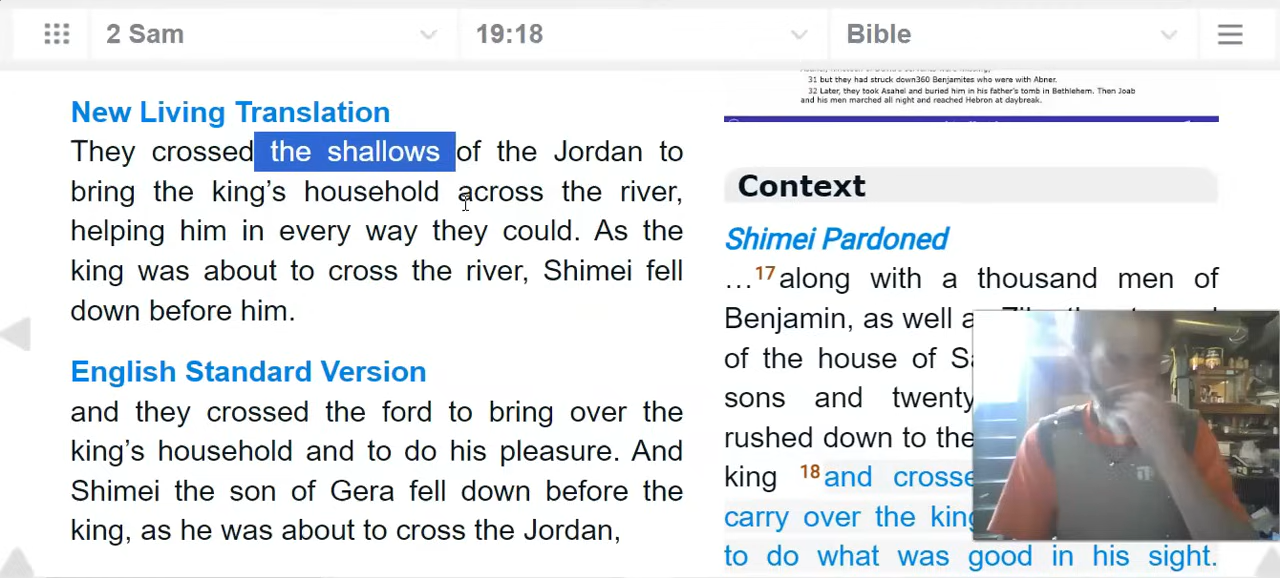 2 Sam
19:18
Bible
New Living Translation
They crossed the shallows of the Jordan to
bring the king's household across the river,
helping him in every way they could. As the
king was about to cross the river, Shimei fell
down before him.
English Standard Version
and they crossed the ford to bring over the
king's household and to do his pleasure. And
Shimei the son of Gera fell down before the
king, as he was about to cross the Jordan,
31 but they had struck down360 Benjamites who were with Abner.
32 Later, they took Asahel and buried him in his father's tomb in Bethlehem. Then Joab
and his men marched all night and reached Hebron at daybreak.
Context
Shimei Pardoned
…17along with a thousand men of
Benjamin, as well
of the house of
sons and twenty
rushed down to the
king 18and
carry over the
to do what was good in his sight.